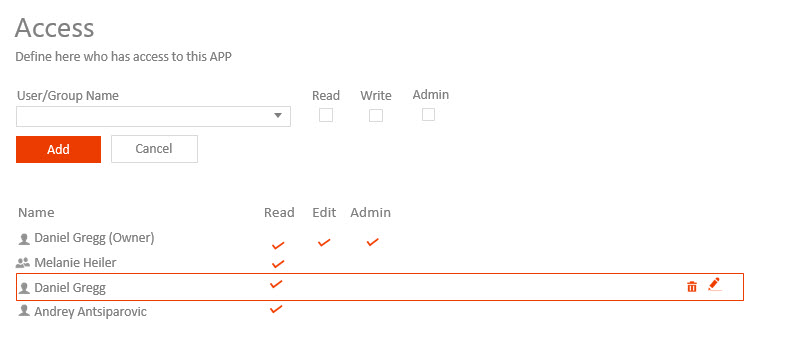 Access
Define here who has access to this APP
User/Group Name Read Write Admin
Add Cancel
Name Read Edit Admin
Daniel Gregg (Owner)
Melanie Heiler
Daniel Gregg
Andrey Antsiparovic